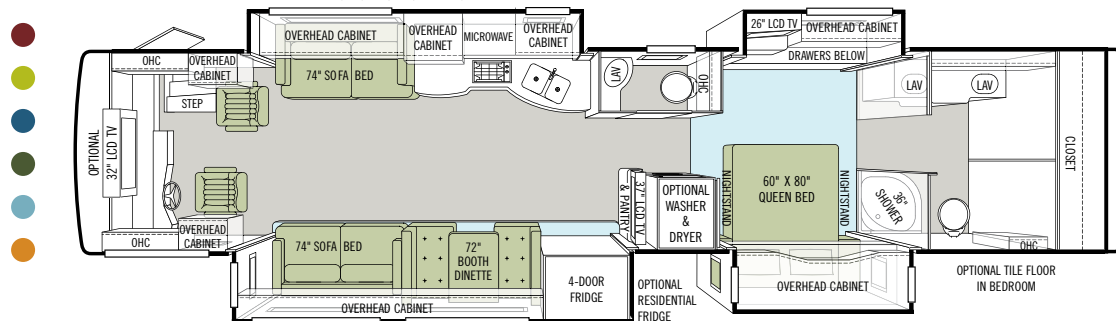 OVERHEAD CABINET
OVERHEAD
CABINET
MICROWAVE
OVERHEAD
CABINET
26" LCD TV
OVERHEAD CABINET
DRAWERS BELOW
OHC
OVERHEAD
CABINET
74" SOFA BED
STEP
LAV
OHC
LAV
LAV
OPTIONAL
32" LCD TV
CLOSET
37" LCD TV
& PANTRY
OPTIONAL
WASHER
&
DRYER
NIGHTSTAND
60" X 80"
QUEEN BED
NIGHTSTAND
36"
SHOWER
OHC
OVERHEAD
CABINET
74" SOFA BED
72"
BOOTH
DINETTE
4-DOOR
FRIDGE
OPTIONAL
RESIDENTIAL
FRIDGE
OVERHEAD CABINET
OVERHEAD CABINET
OHC
OPTIONAL TILE FLOOR
IN BEDROOM